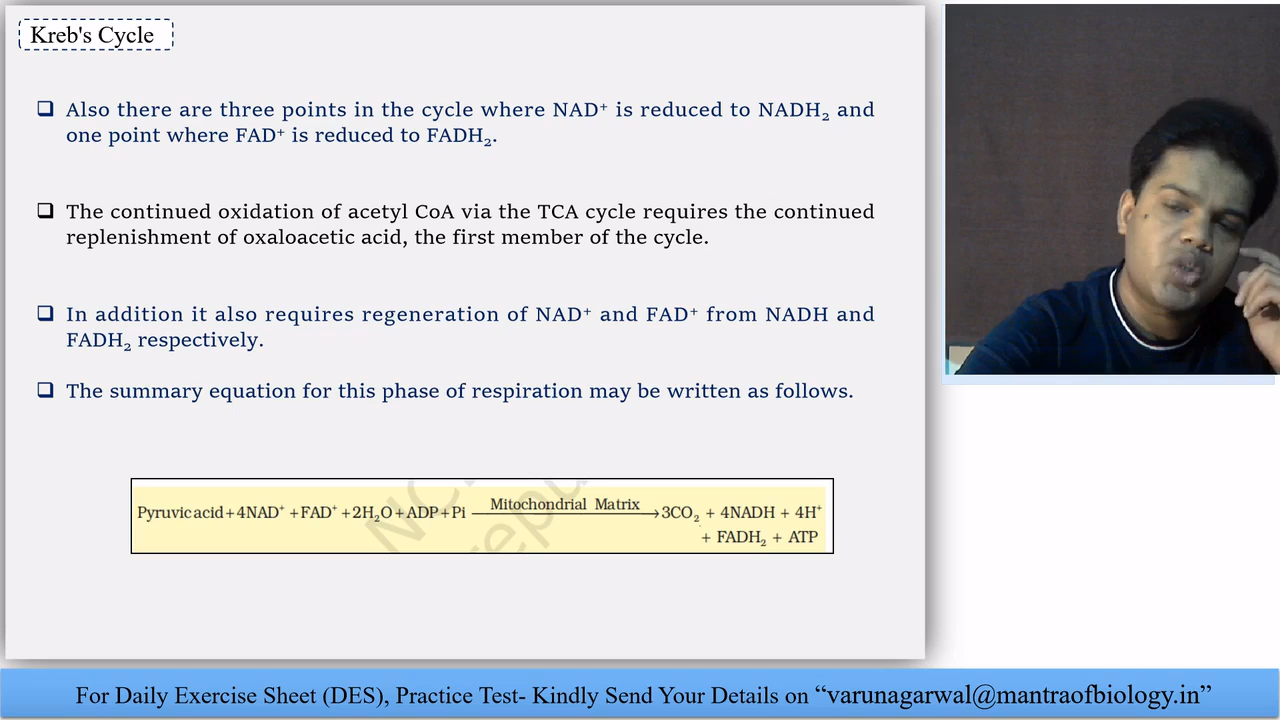 Kreb's Cycle
❑ Also there are three points in the cycle where NAD⁺ is reduced to NADH₂ and
one point where FAD⁺ is reduced to FADH₂.
❑ The continued oxidation of acetyl CoA via the TCA cycle requires the continued
replenishment of oxaloacetic acid, the first member of the cycle.
❑ In addition it also requires regeneration of NAD⁺ and FAD⁺ from NADH and
FADH₂ respectively.
❑ The summary equation for this phase of respiration may be written as follows.
Mitochondrial Matrix
Pyruvic acid+4NAD⁺ +FAD⁺ +2H₂O+ADP+Pi ⟶ 3CO₂ + 4NADH + 4H⁺
+ FADH₂ + ATP
For Daily Exercise Sheet (DES), Practice Test- Kindly Send Your Details on “varunagarwal@mantraofbiology.in”